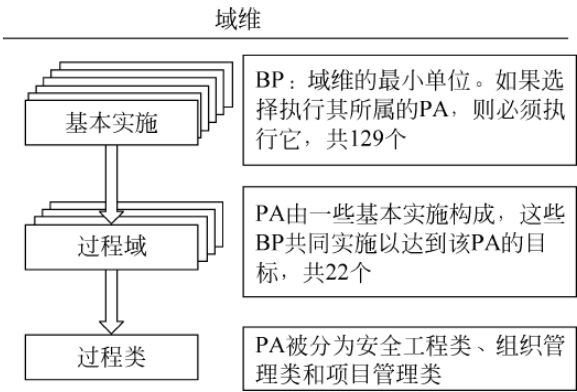 域维
基本实施
BP：域维的最小单位。如果选
择执行其所属的PA，则必须执
行它，共129个
过程域
PA由一些基本实施构成，这些
BP共同实施以达到该PA的目
标，共22个
过程类
PA被分为安全工程类、组织管
理类和项目管理类